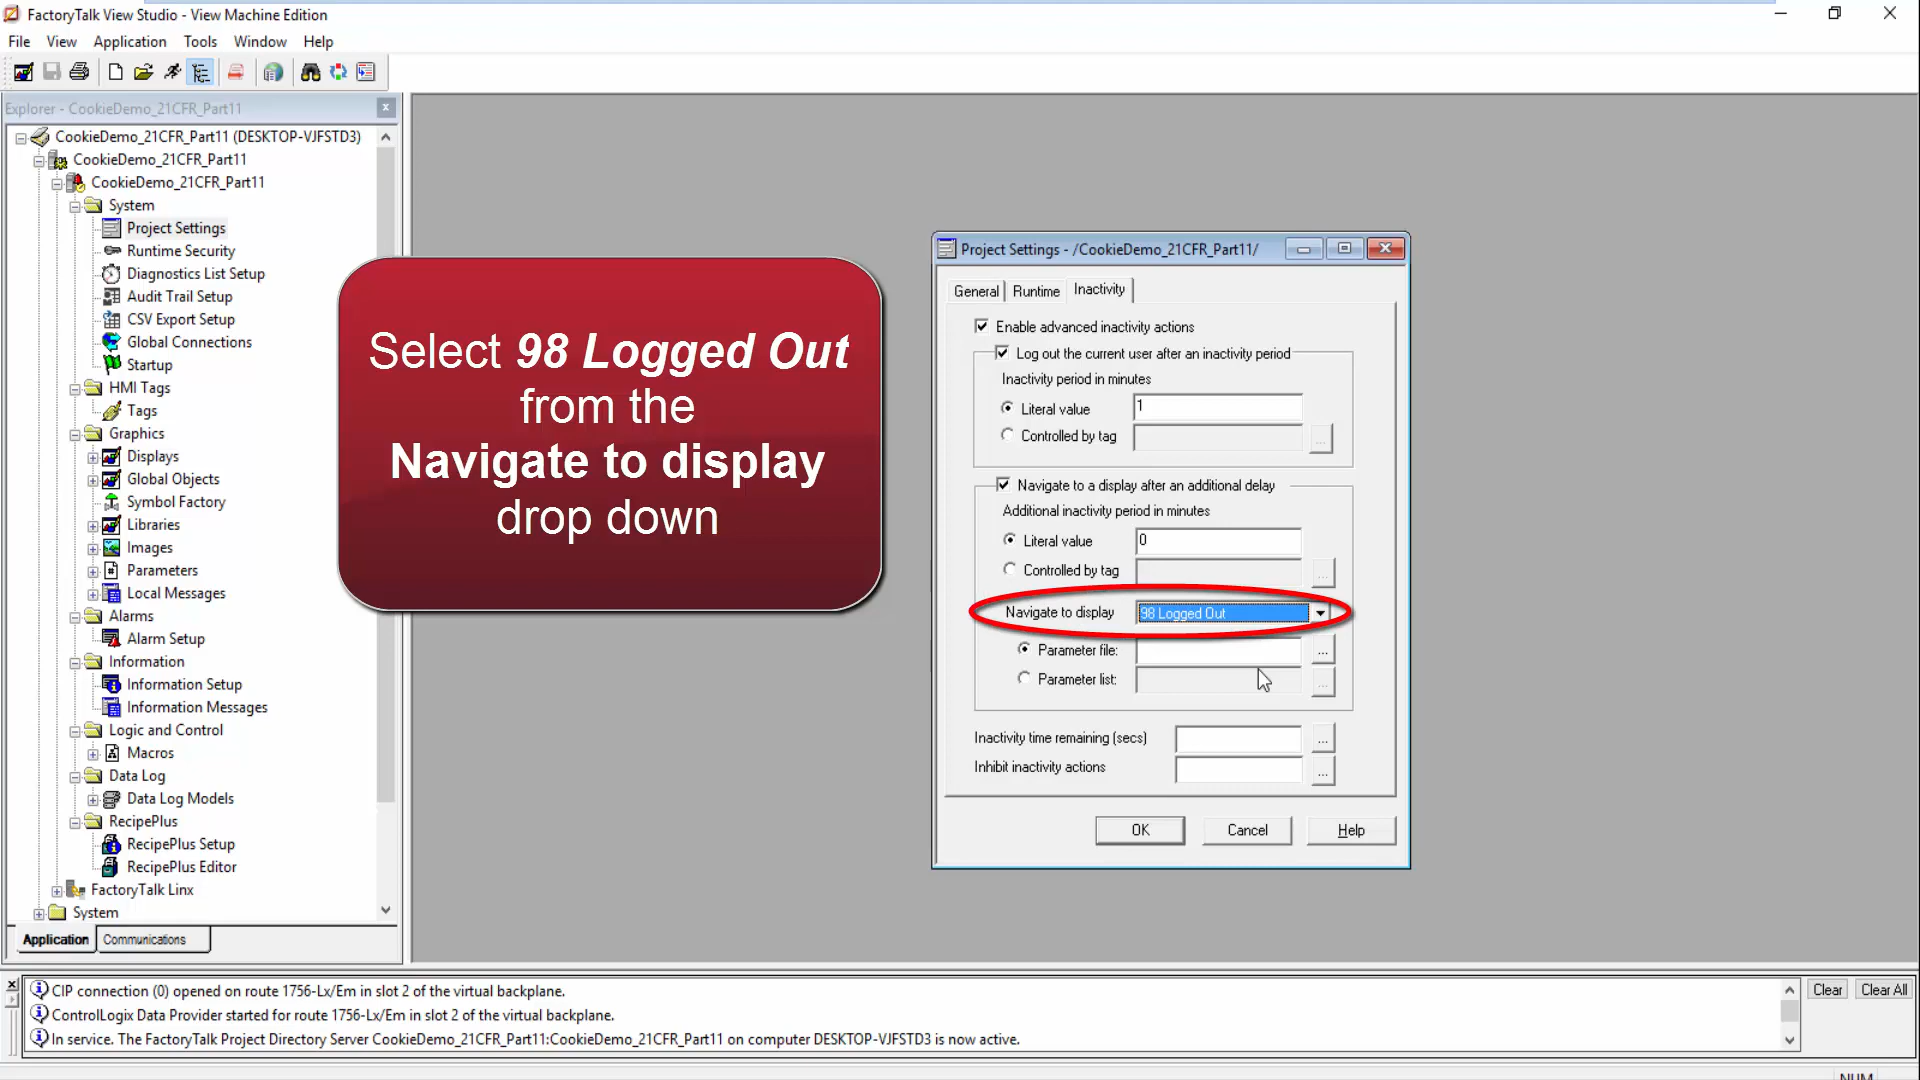 FactoryTalk View Studio - View Machine Edition
File View Application Tools Window Help
Explorer - CookieDemo_21CFR_Part11
CookieDemo_21CFR_Part11 (DESKTOP-VJFSTD3)
CookieDemo_21CFR_Part11
CookieDemo_21CFR_Part11
System
Project Settings
Runtime Security
Diagnostics List Setup
Audit Trail Setup
CSV Export Setup
Global Connections
Startup
HMI Tags
Tags
Graphics
Displays
Global Objects
Symbol Factory
Libraries
Images
Parameters
Local Messages
Alarms
Alarm Setup
Information
Information Setup
Information Messages
Logic and Control
Macros
Data Log
Data Log Models
RecipePlus
RecipePlus Setup
RecipePlus Editor
FactoryTalk Linx
System
Application Communications
Select 98 Logged Out
from the
Navigate to display
drop down
Project Settings - /CookieDemo_21CFR_Part11/
General Runtime Inactivity
Enable advanced inactivity actions
Log out the current user after an inactivity period
Inactivity period in minutes
Literal value 1
Controlled by tag ...
Navigate to a display after an additional delay
Additional inactivity period in minutes
Literal value 0
Controlled by tag ...
Navigate to display 98 Logged Out
Parameter file: ...
Parameter list: ...
Inactivity time remaining (secs) ...
Inhibit inactivity actions ...
OK Cancel Help
CIP connection (0) opened on route 1756-Lx/Em in slot 2 of the virtual backplane.
ControlLogix Data Provider started for route 1756-Lx/Em in slot 2 of the virtual backplane.
In service. The FactoryTalk Project Directory Server CookieDemo_21CFR_Part11:CookieDemo_21CFR_Part11 on computer DESKTOP-VJFSTD3 is now active.
Clear Clear All
NUM